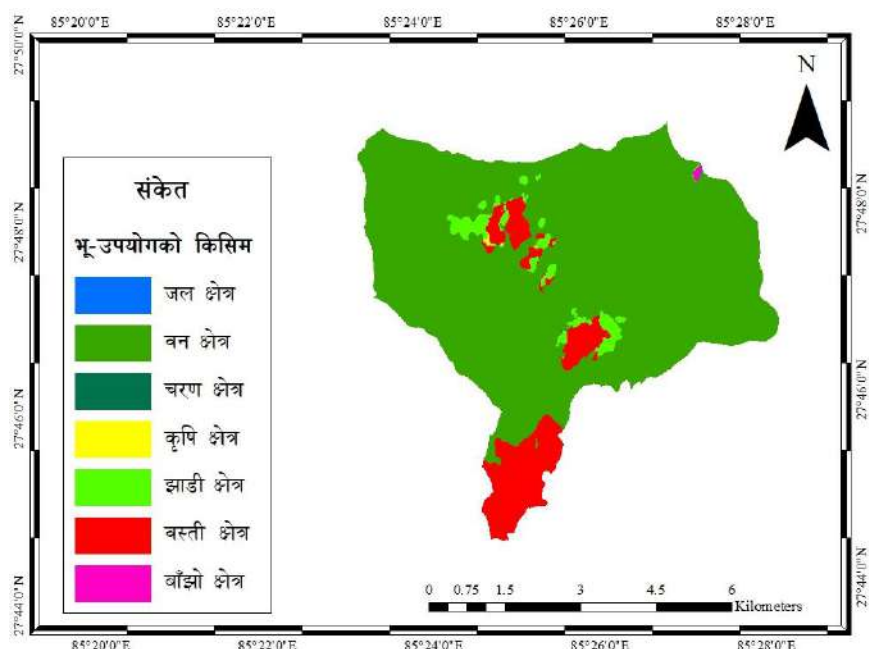 85°20'0"E 85°22'0"E 85°24'0"E 85°26'0"E 85°28'0"E
27°50'0"N
27°50'0"N
N
संकेत
भू-उपयोगको किसिम
जल क्षेत्र
वन क्षेत्र
चरण क्षेत्र
कृषि क्षेत्र
झाडी क्षेत्र
वस्ती क्षेत्र
बाँझो क्षेत्र
27°48'0"N
27°48'0"N
27°46'0"N
27°46'0"N
27°44'0"N
27°44'0"N
0 0.75 1.5 3 4.5 6
Kilometers
85°20'0"E 85°22'0"E 85°24'0"E 85°26'0"E 85°28'0"E